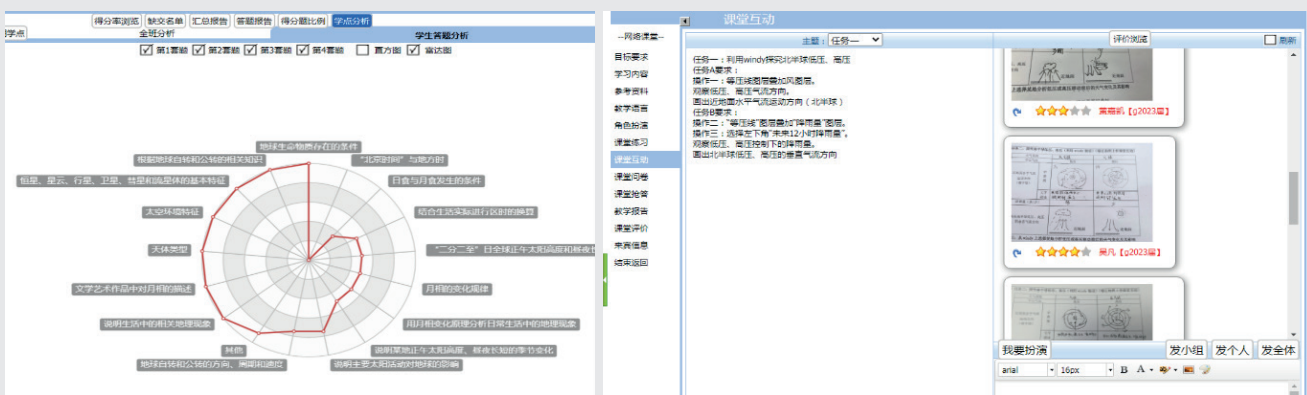 得分率浏览 缺交名单 汇总报告 答题报告 得分题比例 学点分析
学点 全班分析 学生答题分析
第1套题 第2套题 第3套题 第4套题 直方图 雷达图
地球生命物质存在的条件
根据地球自转和公转的相关知识 “北京时间”与地方时
恒星、星云、行星、卫星、彗星和流星体的基本特征 日食与月食发生的条件
太空环境特征 结合生活实际进行区时的换算
天体类型 “二分二至”日全球正午太阳高度和昼夜长
文学艺术作品中对月相的描述 月相的变化规律
说明生活中的相关地理现象 用月相变化原理分析日常生活中的地理现象
其他 说明某地正午太阳高度、昼夜长短的季节变化
地球自转和公转的方向、周期和速度 说明主要太阳活动对地球的影响
课堂互动
--网络课堂--
目标要求
学习内容
参考资料
教学语言
角色扮演
课堂练习
课堂互动
课堂问卷
课堂抢答
教学报告
课堂评价
来宾信息
结束返回
主题：任务一
任务一：利用windy探究北半球低压、高压
任务A要求：
操作一：等压线图层叠加风图层。
观察低压、高压气流方向。
画出近地面水平气流运动方向（北半球）
任务B要求：
操作二：“等压线”图层叠加“降雨量”图层。
操作三：选择左下角“未来12小时降雨量”。
观察低压、高压控制下的降雨量。
画出北半球低压、高压的垂直气流方向
评价浏览 刷新
【g2023届】
【g2023届】
我要扮演 发小组 发个人 发全体
arial 16px B A